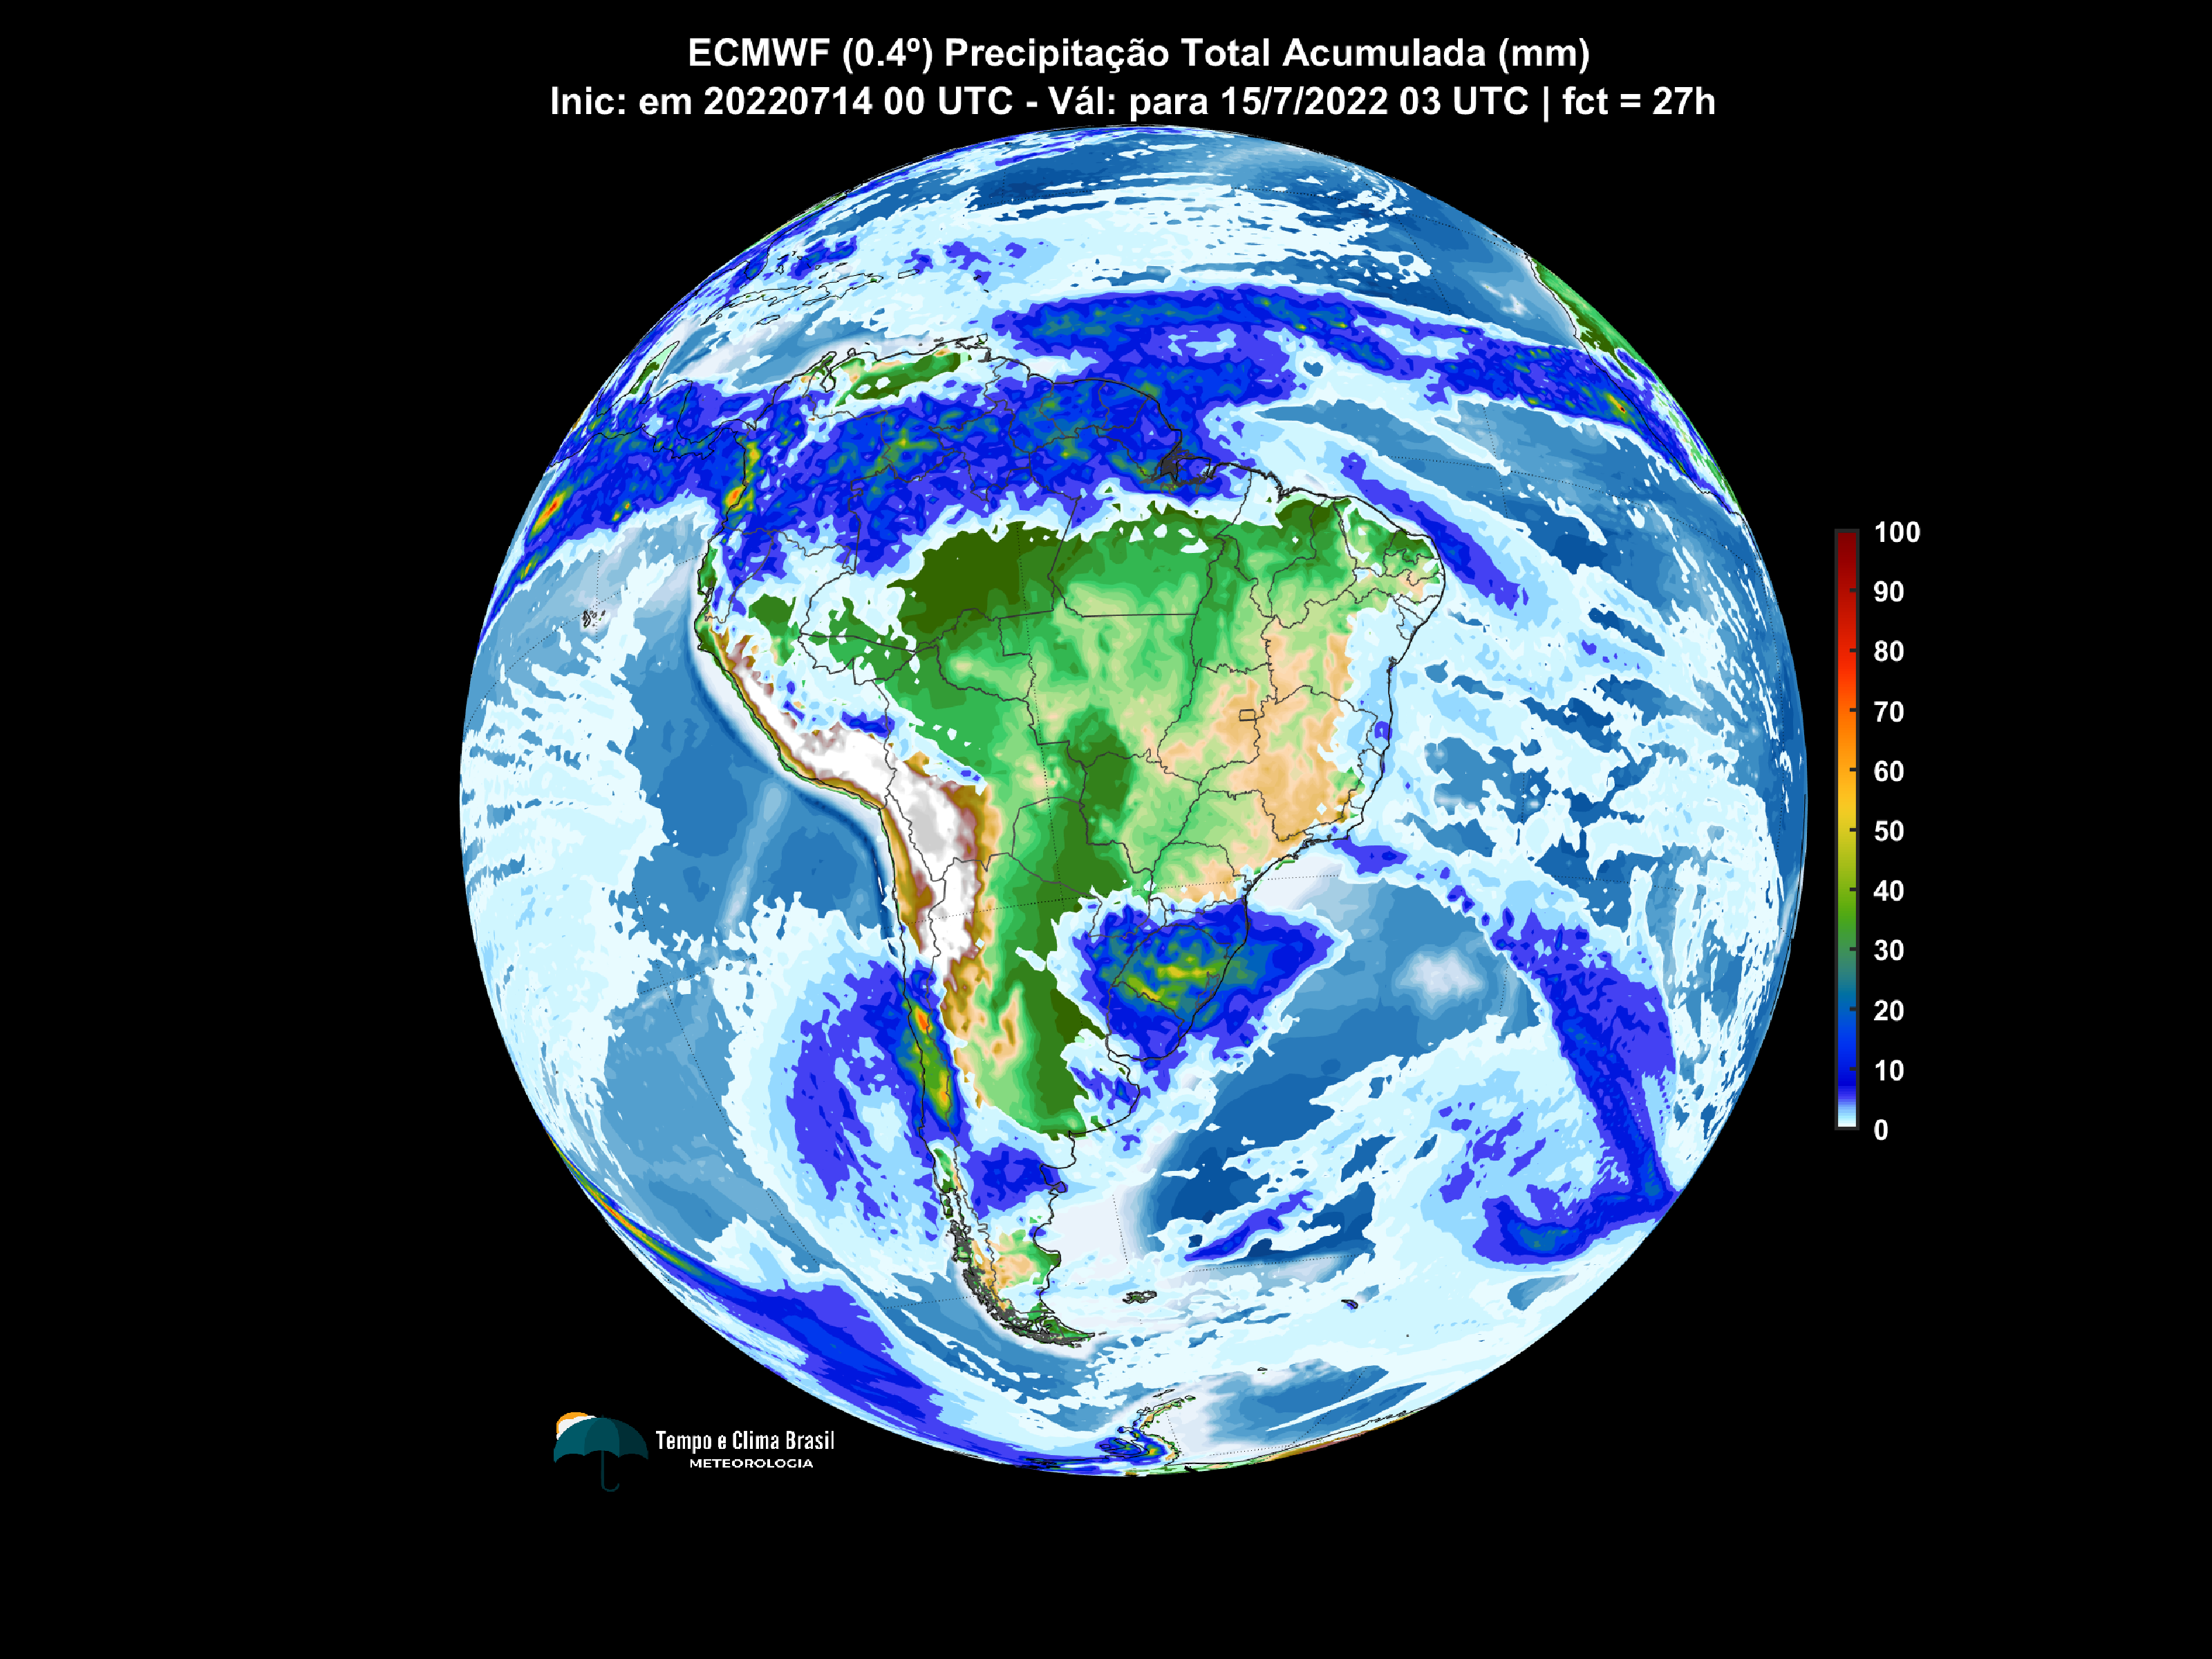 ECMWF (0.4º) Precipitação Total Acumulada (mm)
Inic: em 20220714 00 UTC - Vál: para 15/7/2022 03 UTC | fct = 27h
100
90
80
70
60
50
40
30
20
10
0
Tempo e Clima Brasil
METEOROLOGIA